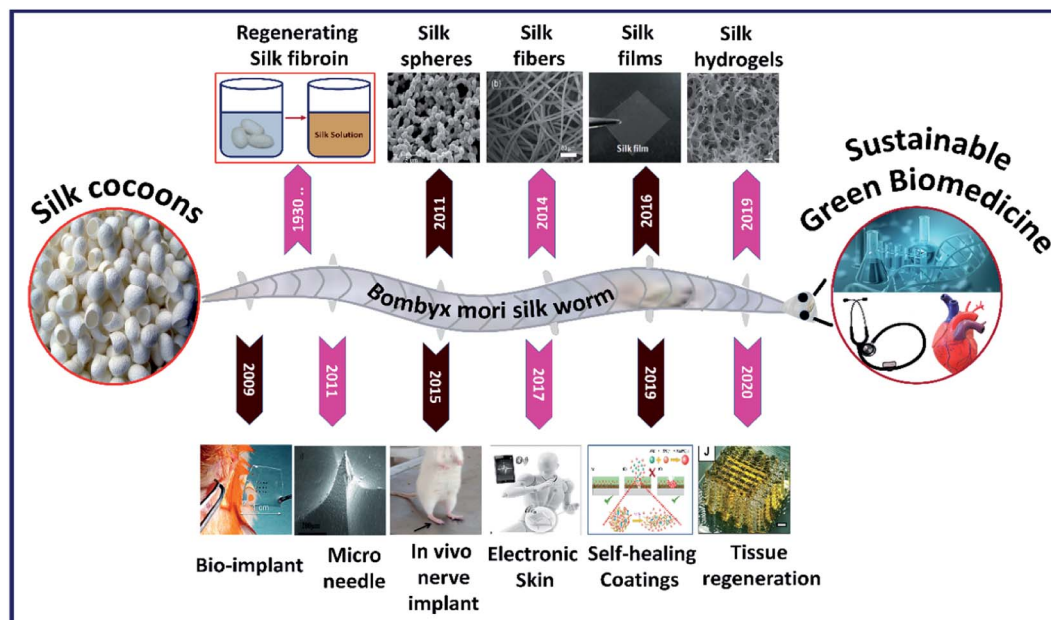 Regenerating
Silk fibroin
Silk
spheres
Silk
fibers
Silk
films
Silk
hydrogels
Silk Solution
(b)
Silk film
Silk cocoons
Sustainable
Green Biomedicine
1930 ..
2011
2014
2016
2019
Bombyx mori silk worm
2009
2011
2015
2017
2019
2020
J
Bio-implant
Micro
needle
In vivo
nerve
implant
Electronic
Skin
Self-healing
Coatings
Tissue
regeneration